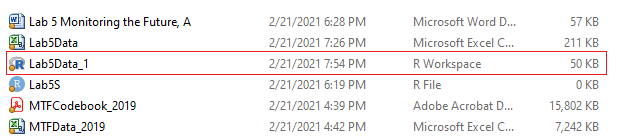 Lab 5 Monitoring the Future, A 2/21/2021 6:28 PM Microsoft Word D... 57 KB
Lab5Data 2/21/2021 7:26 PM Microsoft Excel C... 211 KB
Lab5Data_1 2/21/2021 7:54 PM R Workspace 50 KB
Lab5S 2/21/2021 6:19 PM R File 0 KB
MTFCodebook_2019 2/21/2021 4:39 PM Adobe Acrobat D... 15,802 KB
MTFData_2019 2/21/2021 4:42 PM Microsoft Excel C... 7,242 KB